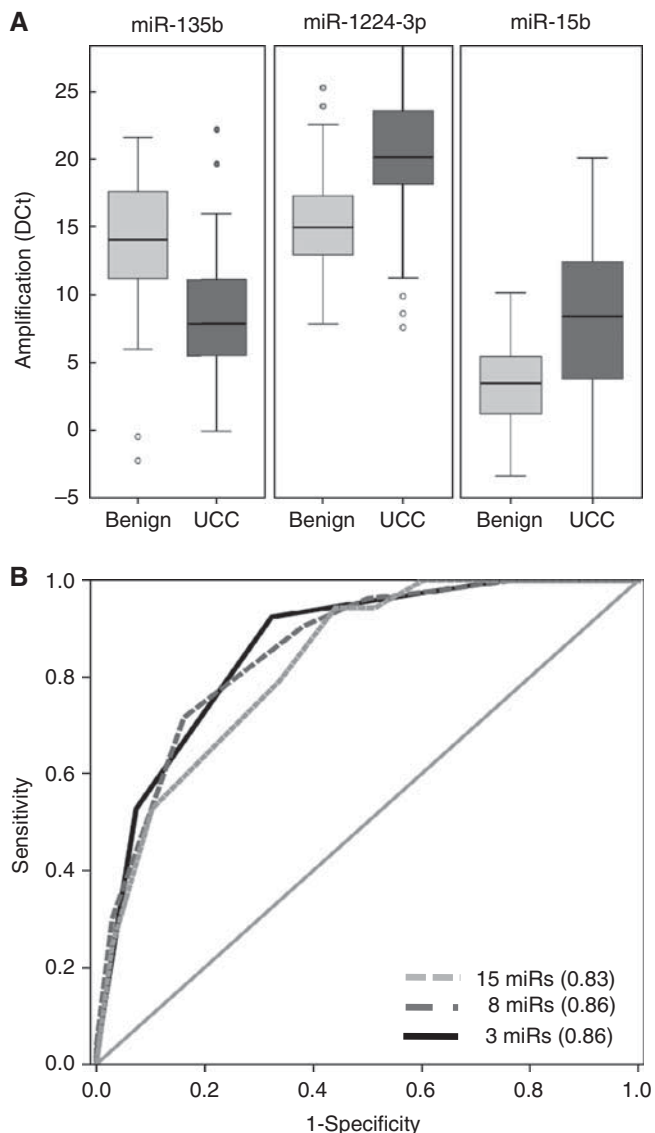 A
miR-135b miR-1224-3p miR-15b
Amplification (DCt)
25
20
15
10
5
0
–5
Benign UCC Benign UCC Benign UCC
B
Sensitivity
1.0
0.8
0.6
0.4
0.2
0.0
15 miRs (0.83)
8 miRs (0.86)
3 miRs (0.86)
0.0 0.2 0.4 0.6 0.8 1.0
1-Specificity